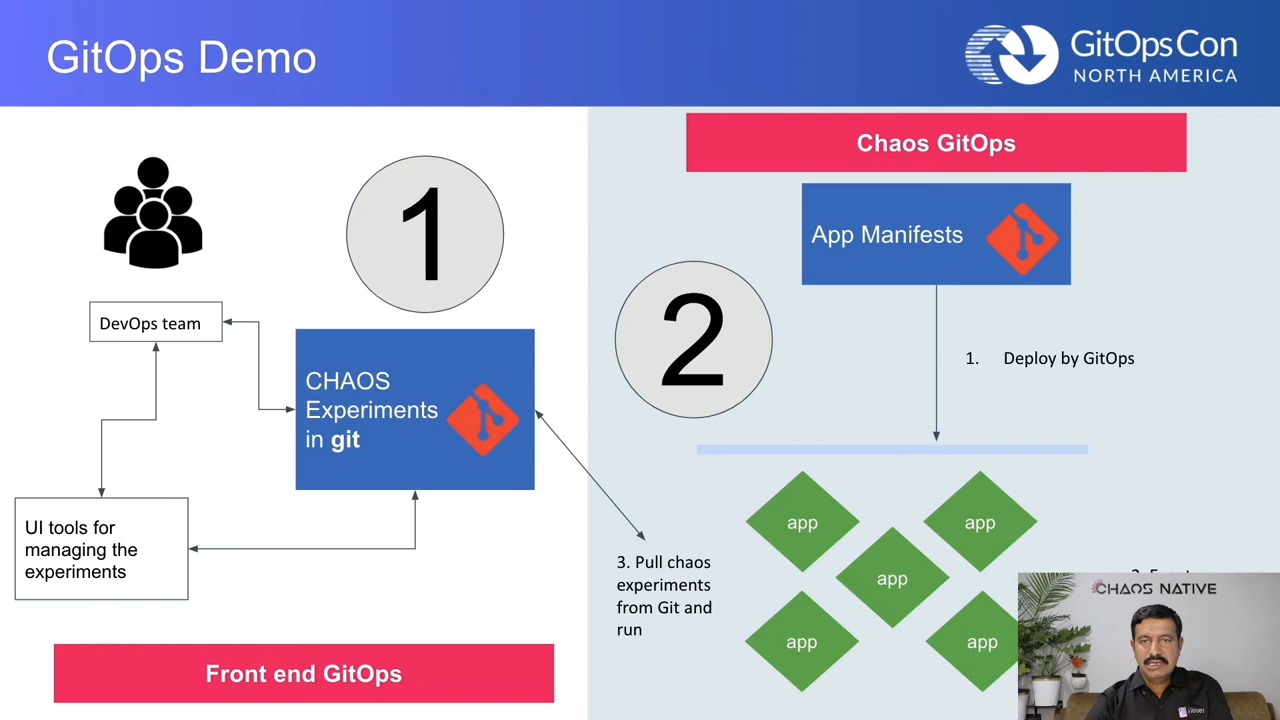 GitOps Demo
GitOpsCon
NORTH AMERICA
1
DevOps team
CHAOS
Experiments
in git
UI tools for
managing the
experiments
Front end GitOps
Chaos GitOps
App Manifests
2
1. Deploy by GitOps
app
app
app
app
app
3. Pull chaos
experiments
from Git and
run
CHAOS NATIVE